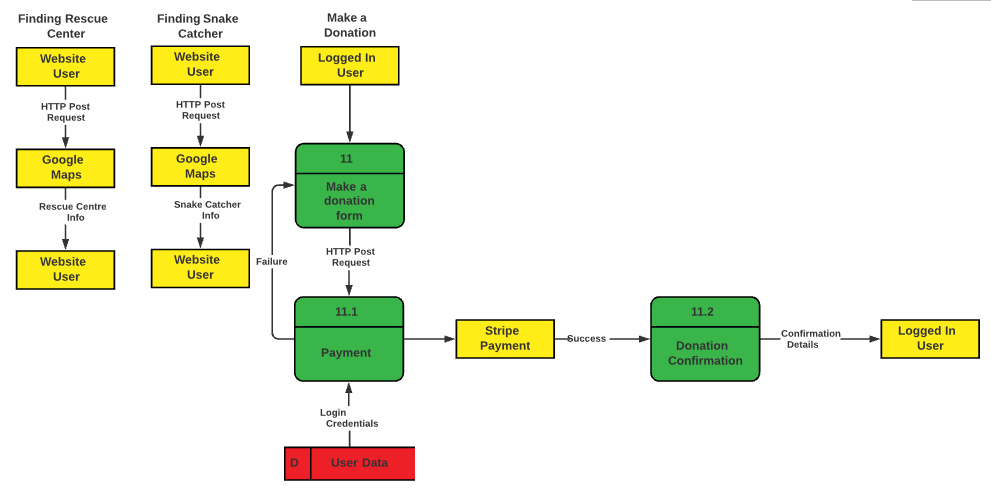 Finding Rescue
Center
Website
User
HTTP Post
Request
Google
Maps
Rescue Centre
Info
Website
User
Finding Snake
Catcher
Website
User
HTTP Post
Request
Google
Maps
Snake Catcher
Info
Website
User
Make a
Donation
Logged In
User
11
Make a
donation
form
HTTP Post
Request
Failure
11.1
Payment
Login
Credentials
D
User Data
Stripe
Payment
Success
11.2
Donation
Confirmation
Confirmation
Details
Logged In
User